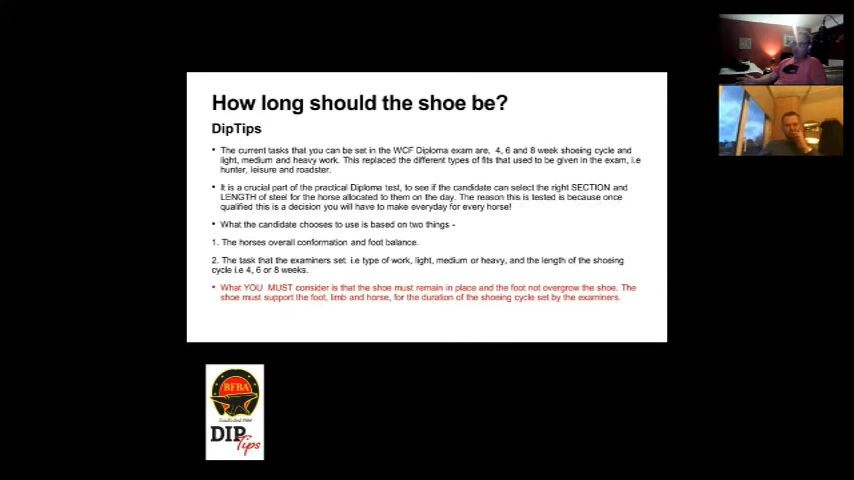 How long should the shoe be?
DipTips
• The current tasks that you can be set in the WCF Diploma exam are, 4, 6 and 8 week shoeing cycle and
light, medium and heavy work. This replaced the different types of fits that used to be given in the exam, i.e
hunter, leisure and roadster.
• It is a crucial part of the practical Diploma test, to see if the candidate can select the right SECTION and
LENGTH of steel for the horse allocated to them on the day. The reason this is tested is because once
qualified this is a decision you will have to make everyday for every horse!
• What the candidate chooses to use is based on two things -
1. The horses overall conformation and foot balance.
2. The task that the examiners set. i.e type of work, light, medium or heavy, and the length of the shoeing
cycle i.e 4, 6 or 8 weeks.
• What YOU MUST consider is that the shoe must remain in place and the foot not overgrow the shoe. The
shoe must support the foot, limb and horse, for the duration of the shoeing cycle set by the examiners.
BFBA
DIP
Tips